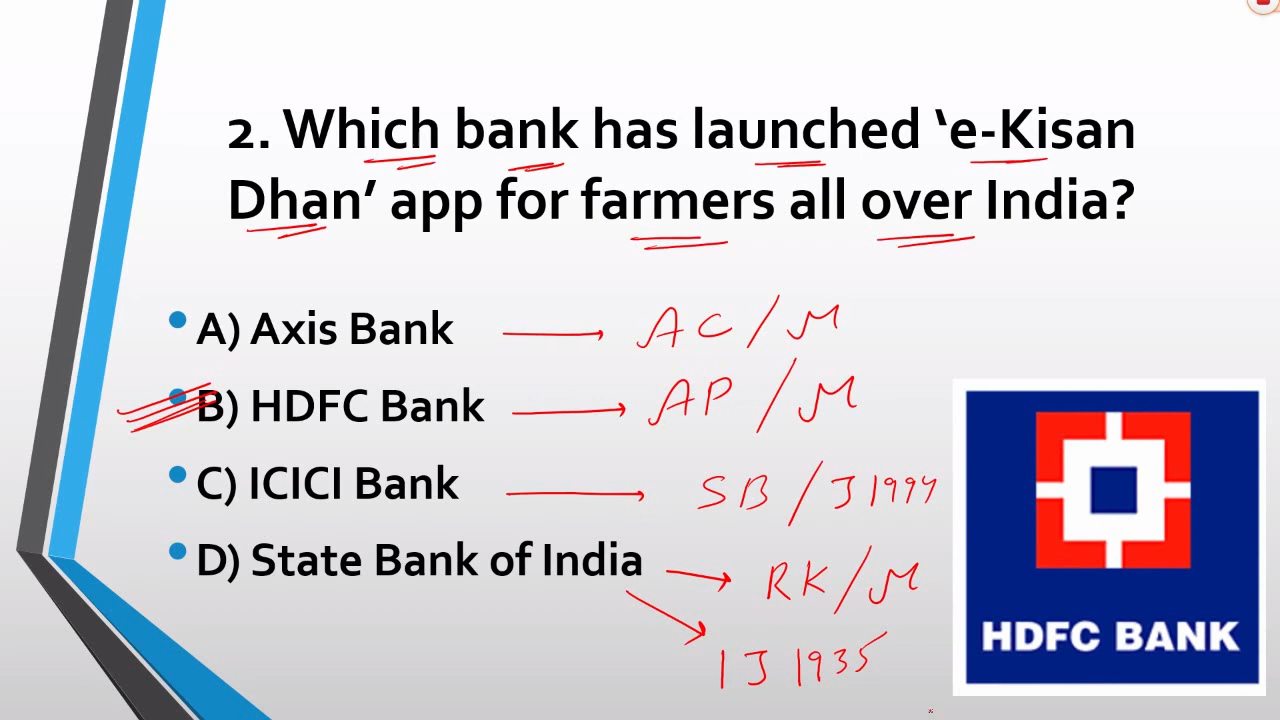 2. Which bank has launched ‘e-Kisan
Dhan’ app for farmers all over India?
A) Axis Bank AC/M
B) HDFC Bank AP/M
C) ICICI Bank SB/J 1994
D) State Bank of India RK/M
1 J 1935
HDFC BANK